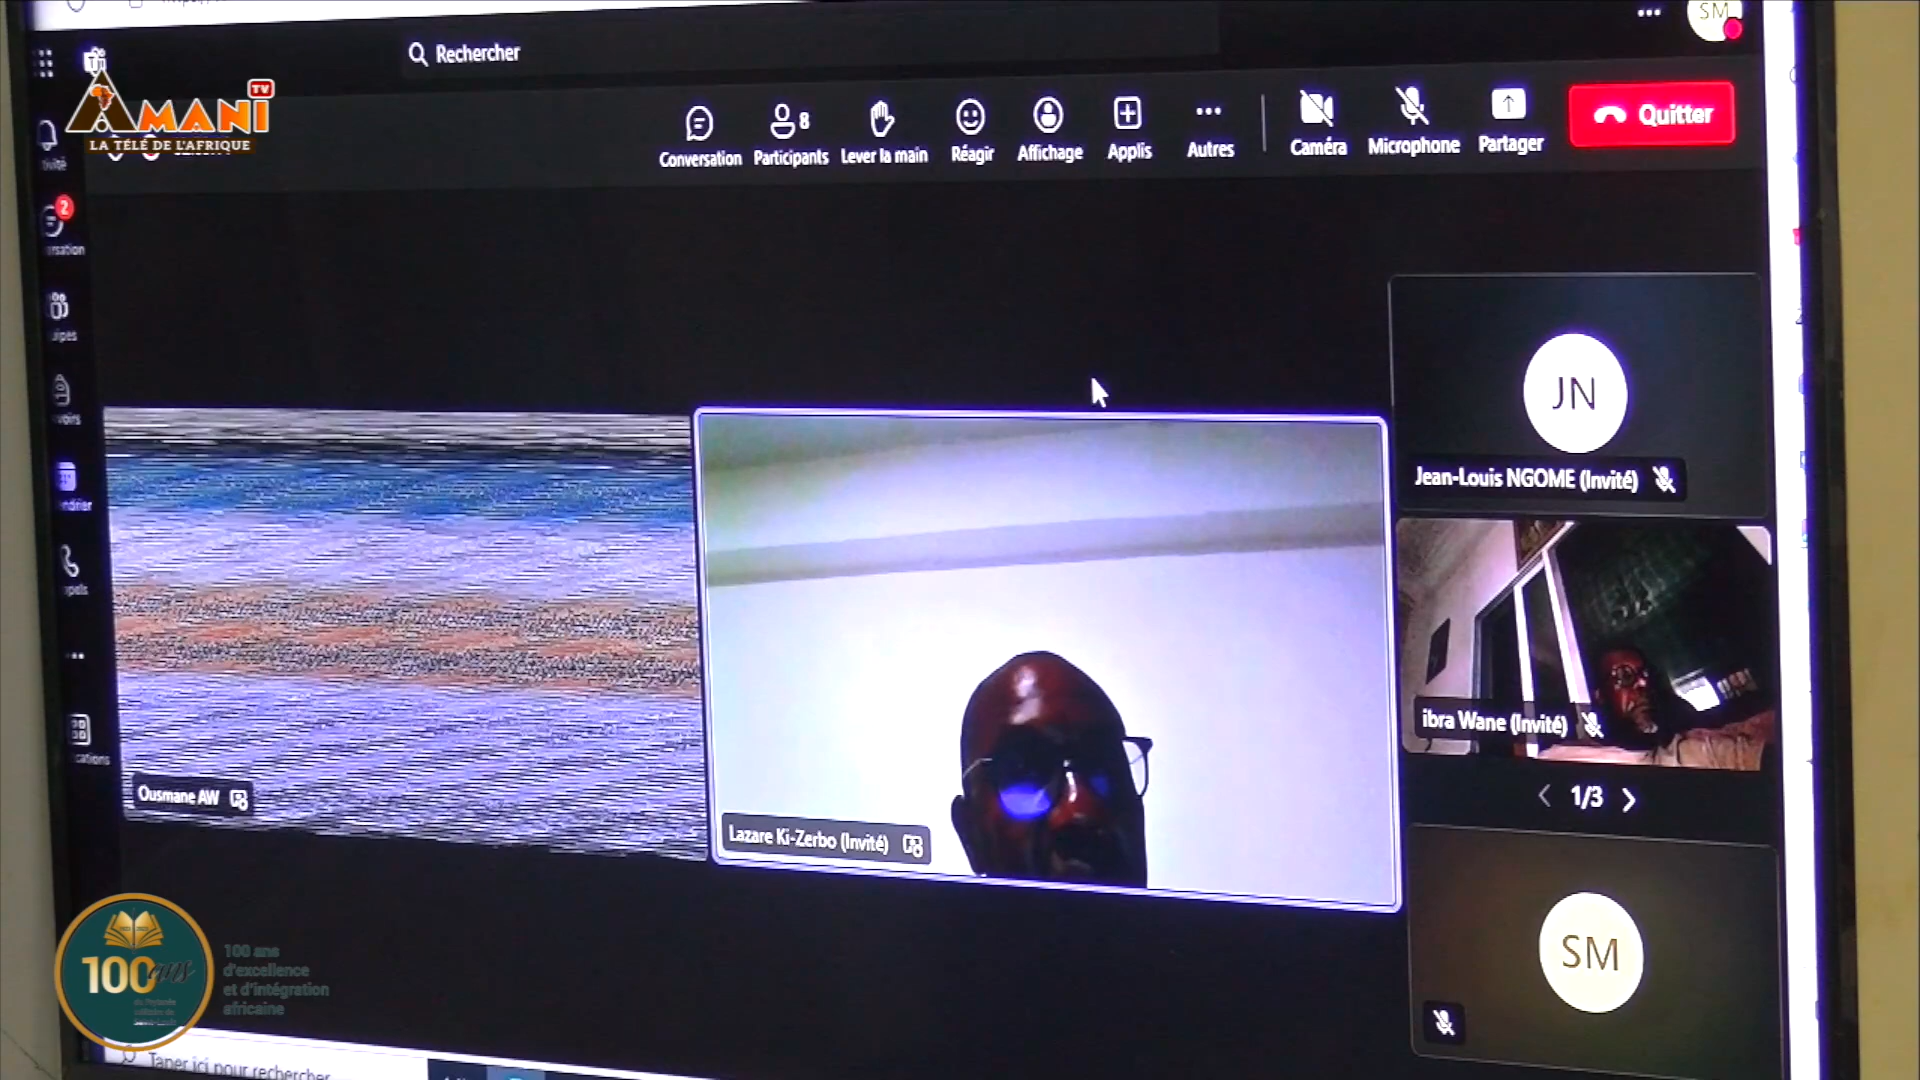 SM
Rechercher
AMANI TV
LA TÉLÉ DE L'AFRIQUE
Conversation
Participants
8
Lever la main
Réagir
Affichage
Applis
Autres
Caméra
Microphone
Partager
Quitter
2
JN
Jean-Louis NGOME (Invité)
ibra Wane (Invité)
1/3
Ousmane AW
Lazare Ki-Zerbo (Invité)
SM
100 ans
100 ans
d'excellence
et d'intégration
africaine
Taper ici pour rechercher